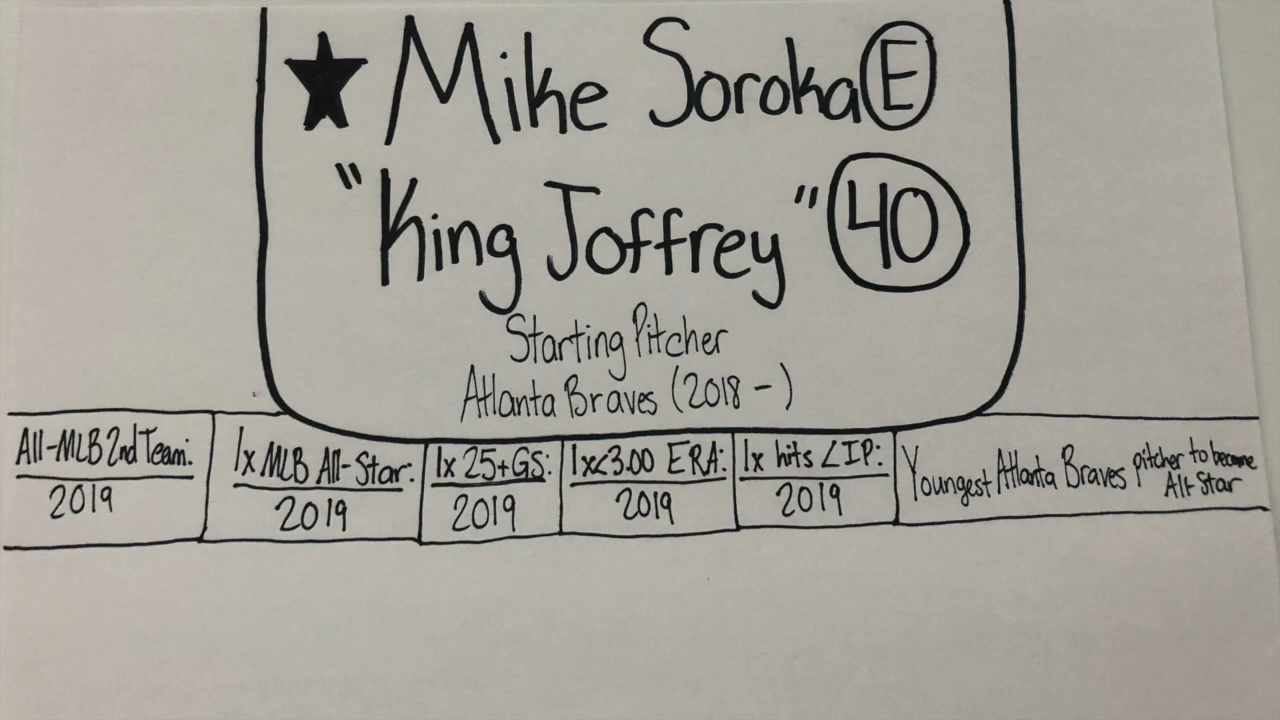 ★ Mike Soroka Ⓔ
"King Joffrey" 40
Starting Pitcher
Atlanta Braves (2018 - )
All-MLB 2nd Team:
2019
1x MLB All-Star:
2019
1x 25+GS:
2019
1x<3.00 ERA:
2019
1x hits <IP:
2019
Youngest Atlanta Braves pitcher to become
All-Star